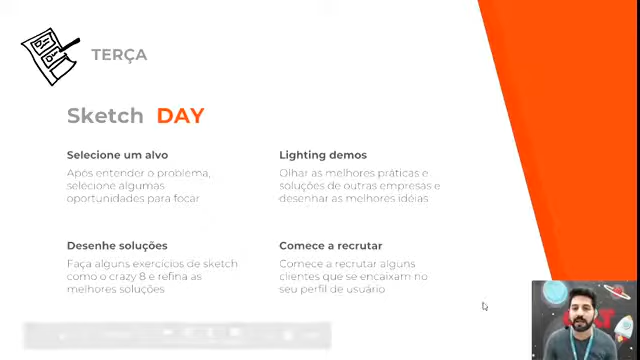 TERÇA
Sketch DAY
Selecione um alvo
Após entender o problema,
selecione algumas
oportunidades para focar
Lighting demos
Olhar as melhores práticas e
soluções de outras empresas e
desenhar as melhores idéias
Desenhe soluções
Faça alguns exercícios de sketch
como o crazy 8 e refina as
melhores soluções
Comece a recrutar
Comece a recrutar alguns
clientes que se encaixam no
seu perfil de usuário